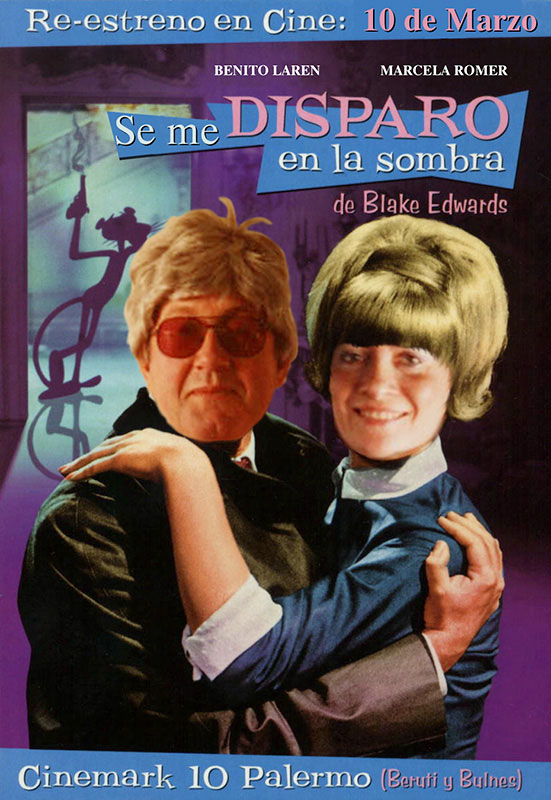 Re-estreno en Cine: 10 de Marzo
BENITO LAREN MARCELA ROMER
Se me DISPARO
en la sombra
de Blake Edwards
Cinemark 10 Palermo (Beruti y Bulnes)